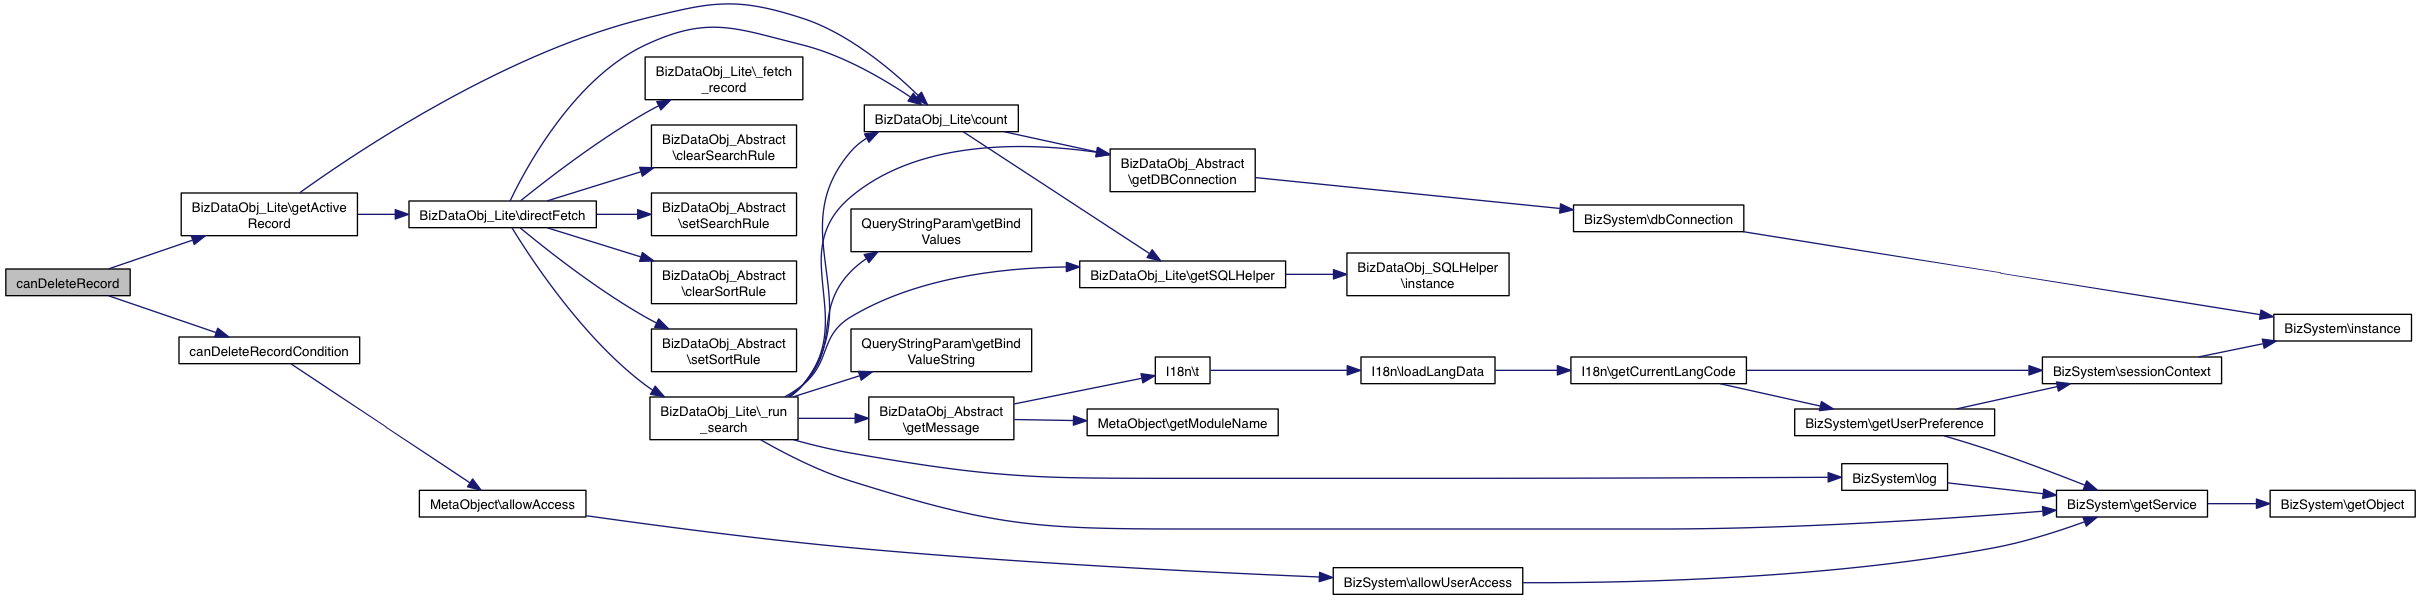 canDeleteRecord
BizDataObj_Lite\getActive
Record
canDeleteRecordCondition
BizDataObj_Lite\directFetch
MetaObject\allowAccess
BizDataObj_Lite\_fetch
_record
BizDataObj_Abstract
\clearSearchRule
BizDataObj_Abstract
\setSearchRule
BizDataObj_Abstract
\clearSortRule
BizDataObj_Abstract
\setSortRule
BizDataObj_Lite\_run
_search
BizDataObj_Lite\count
QueryStringParam\getBind
Values
QueryStringParam\getBind
ValueString
BizDataObj_Abstract
\getMessage
BizDataObj_Abstract
\getDBConnection
BizDataObj_Lite\getSQLHelper
I18n\t
MetaObject\getModuleName
BizDataObj_SQLHelper
\instance
I18n\loadLangData
BizSystem\allowUserAccess
BizSystem\dbConnection
I18n\getCurrentLangCode
BizSystem\getUserPreference
BizSystem\log
BizSystem\sessionContext
BizSystem\getService
BizSystem\instance
BizSystem\getObject